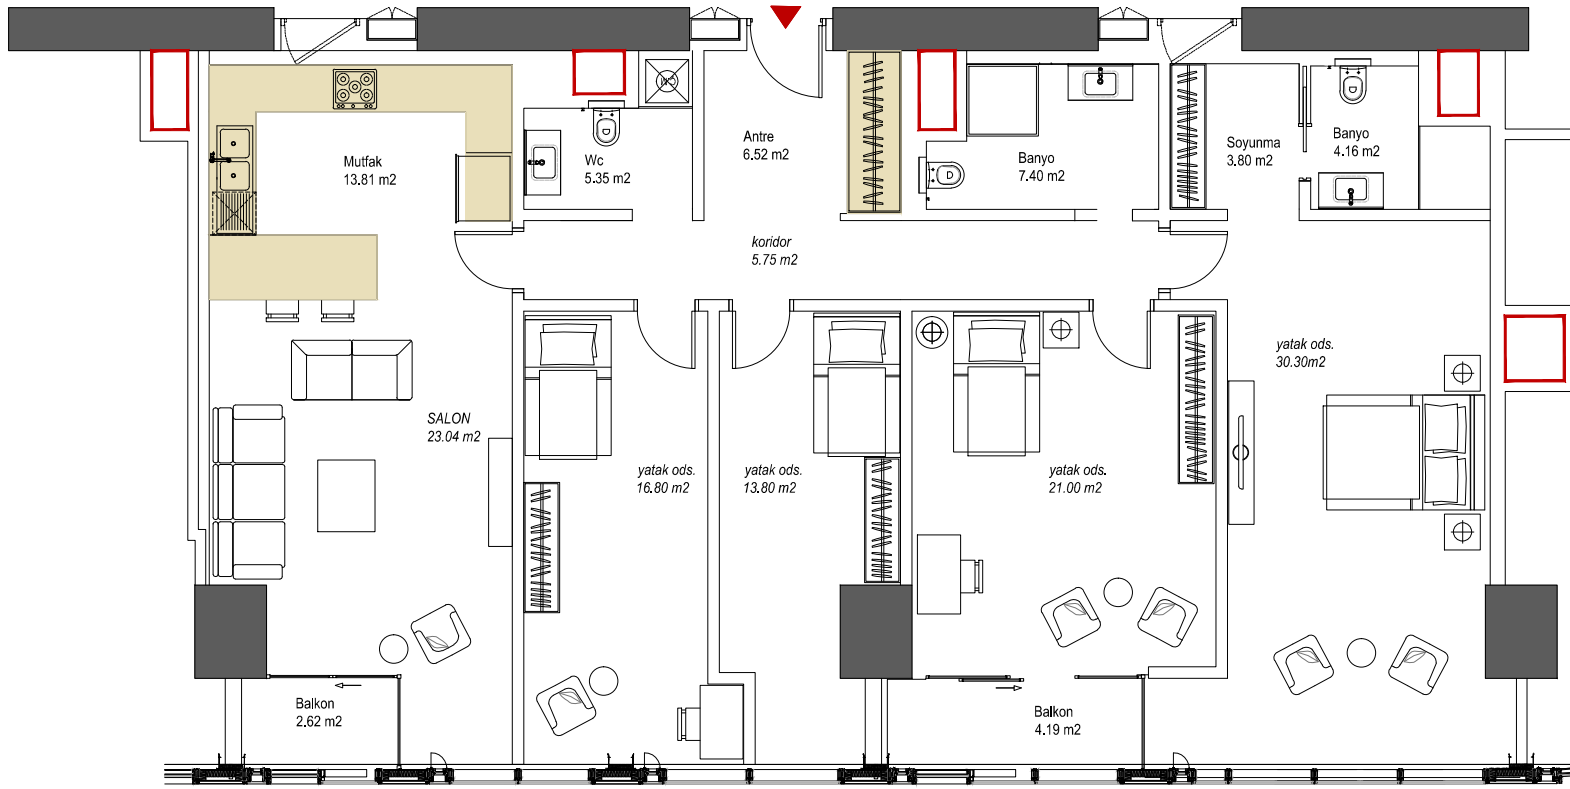 Mutfak
13.81 m2
Wc
5.35 m2
Antre
6.52 m2
Banyo
7.40 m2
Soyunma
3.80 m2
Banyo
4.16 m2
koridor
5.75 m2
SALON
23.04 m2
yatak ods.
16.80 m2
yatak ods.
13.80 m2
yatak ods.
21.00 m2
yatak ods.
30.30m2
Balkon
2.62 m2
Balkon
4.19 m2